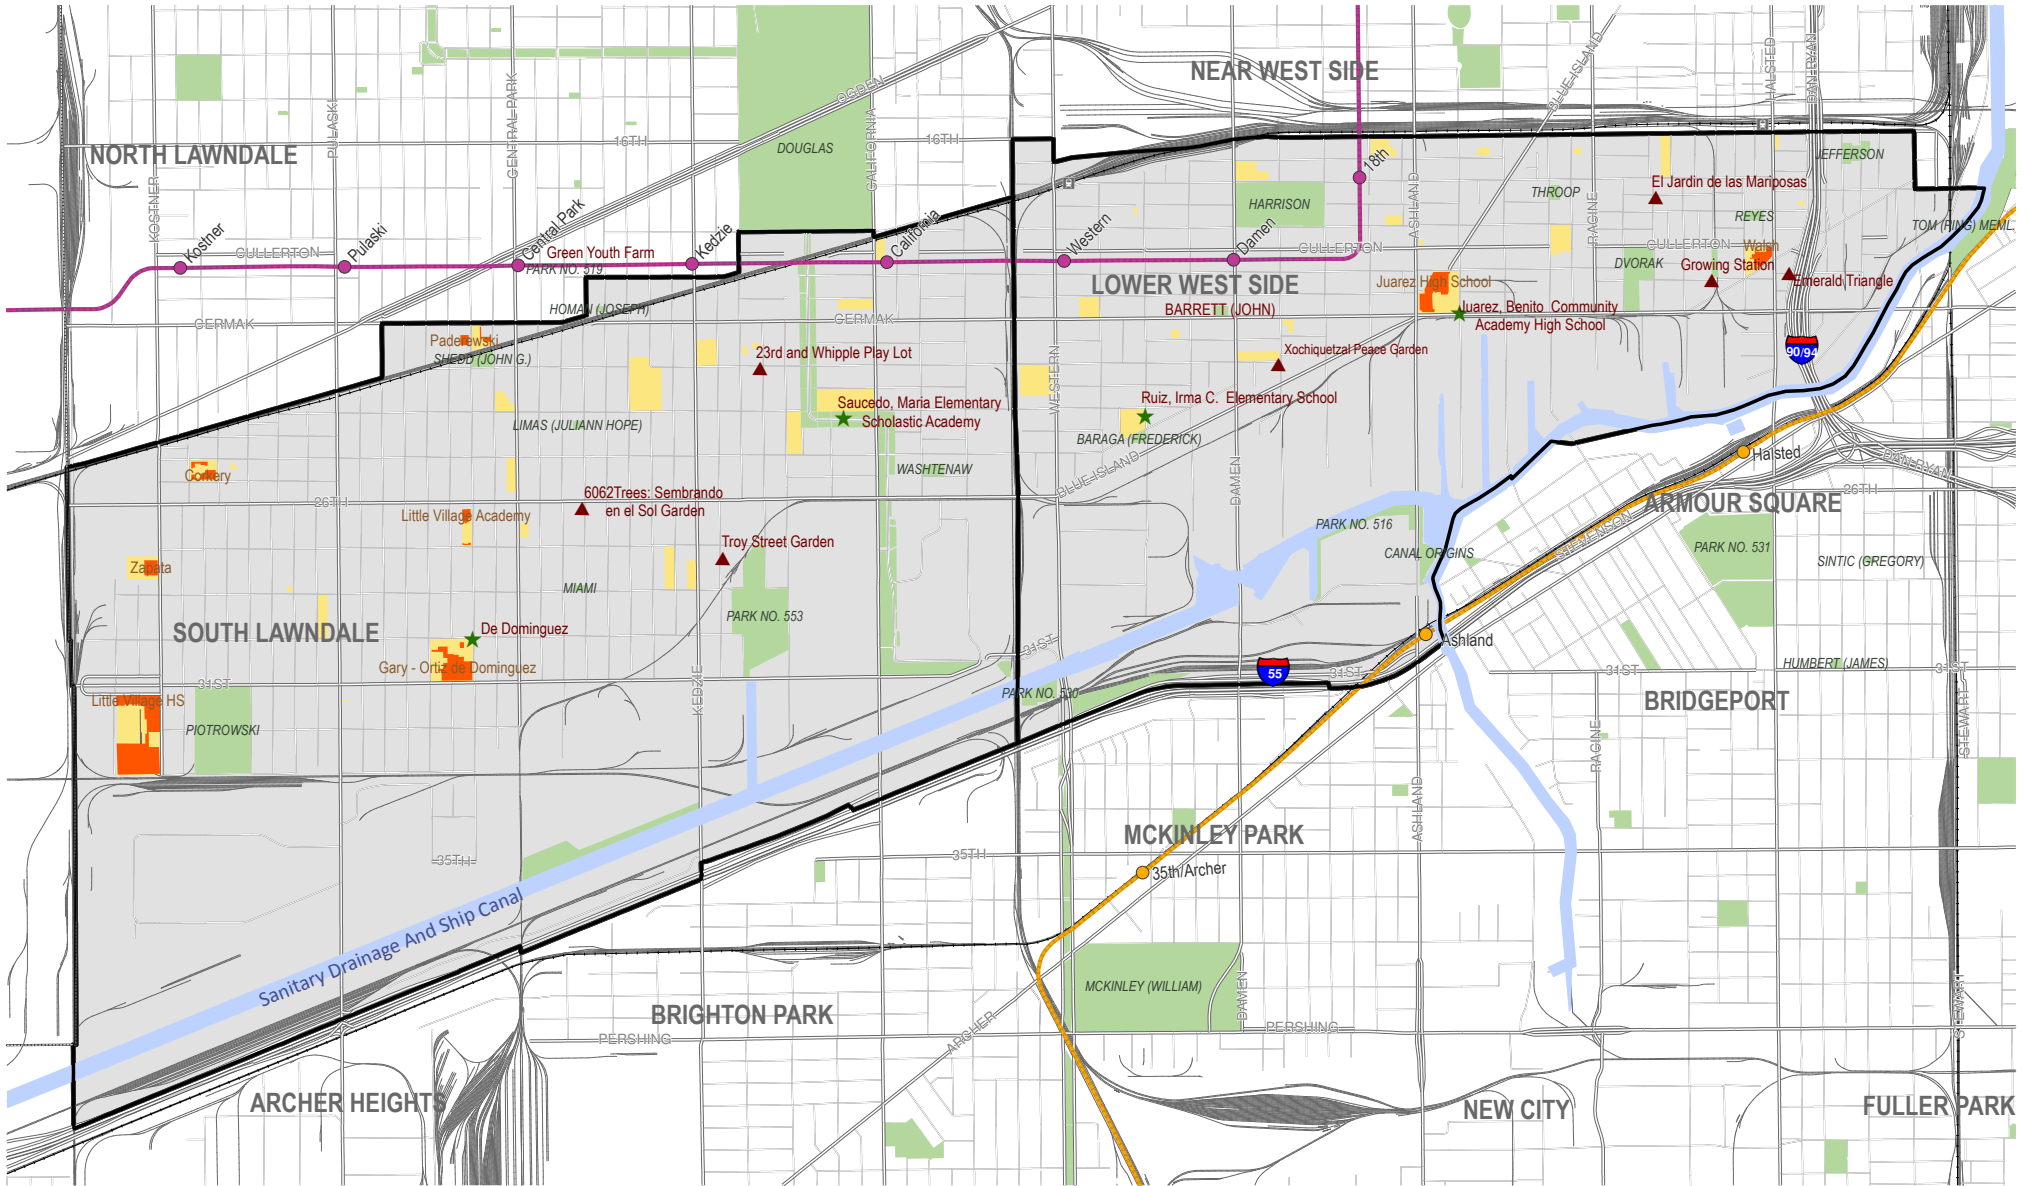 NEAR WEST SIDE
BLUE ISLAND
HALSTED
DAN RYAN
OGDEN
PULASKI
CENTRAL PARK
CALIFORNIA
16TH
16TH
NORTH LAWNDALE
DOUGLAS
KOSTNER
18th
ASHLAND
RACINE
JEFFERSON
THROOP
El Jardin de las Mariposas
HARRISON
REYES
TOM (PING) MEML.
Kostner
Pulaski
Central Park
Kedzie
California
Western
Damen
CULLERTON
CULLERTON
CULLERTON
Green Youth Farm
PARK NO. 519
Walsh
DVORAK
Growing Station
Emerald Triangle
LOWER WEST SIDE
Juarez High School
HOMAN (JOSEPH)
BARRETT (JOHN)
Juarez, Benito Community
Academy High School
CERMAK
CERMAK
Paderewski
SHEDD (JOHN G.)
23rd and Whipple Play Lot
Xochiquetzal Peace Garden
90/94
WESTERN
Saucedo, Maria Elementary
Scholastic Academy
Ruiz, Irma C. Elementary School
LIMAS (JULIANN HOPE)
BARAGA (FREDERICK)
BLUE ISLAND
WASHTENAW
DAMEN
Halsted
DAN RYAN
Corkery
26TH
26TH
6062Trees: Sembrando
en el Sol Garden
Little Village Academy
ARMOUR SQUARE
STEVENSON
PARK NO. 516
CANAL ORIGINS
PARK NO. 531
SINTIC (GREGORY)
Troy Street Garden
Zapata
MIAMI
PARK NO. 553
SOUTH LAWNDALE
De Dominguez
Gary - Ortiz de Dominguez
31ST
Ashland
31ST
31ST
55
31ST
HUMBERT (JAMES)
31ST
Little Village HS
KEDZIE
PARK NO. 530
BRIDGEPORT
PIOTROWSKI
RACINE
STEWART
ASHLAND
MCKINLEY PARK
35TH
35TH
35th/Archer
Sanitary Drainage And Ship Canal
MCKINLEY (WILLIAM)
DAMEN
BRIGHTON PARK
PERSHING
ARCHER
PERSHING
STEWART
ARCHER HEIGHTS
NEW CITY
FULLER PARK